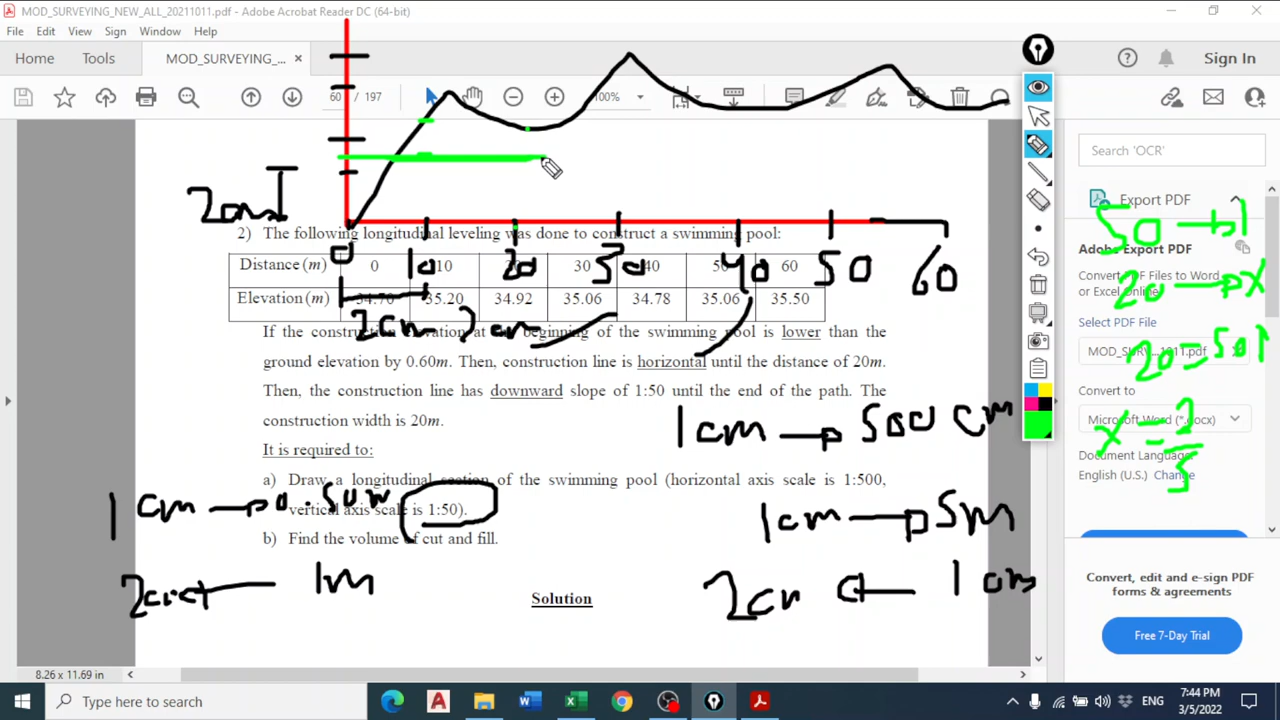 MOD_SURVEYING_NEW_ALL_20211011.pdf - Adobe Acrobat Reader DC (64-bit)
File Edit View Sign Window Help
Home Tools MOD_SURVEYING_... × Sign In
60 / 197 100%
2) The following longitudinal leveling was done to construct a swimming pool:
Distance (m) 0 10 20 30 40 50 60
Elevation (m) 34.70 35.20 34.92 35.06 34.78 35.06 35.50
If the construction elevation at the beginning of the swimming pool is lower than the
ground elevation by 0.60m. Then, construction line is horizontal until the distance of 20m.
Then, the construction line has downward slope of 1:50 until the end of the path. The
construction width is 20m.
It is required to:
a) Draw a longitudinal section of the swimming pool (horizontal axis scale is 1:500,
vertical axis scale is 1:50).
b) Find the volume of cut and fill.
Solution
0 10 20 30 40 50 60
2cm
1cm → 500 cm
1cm → 0.50m
1cm → 5m
1m
2cm
50 → 1
20 → x
x = 2/5
Search 'OCR'
Export PDF
Adobe Export PDF
Convert PDF Files to Word
or Excel Online
Select PDF File
MOD_SURV...1011.pdf
Convert to
Microsoft Word (*.docx)
Document Language:
English (U.S.) Change
Convert, edit and e-sign PDF
forms & agreements
Free 7-Day Trial
8.26 x 11.69 in
Type here to search
ENG
7:44 PM
3/5/2022